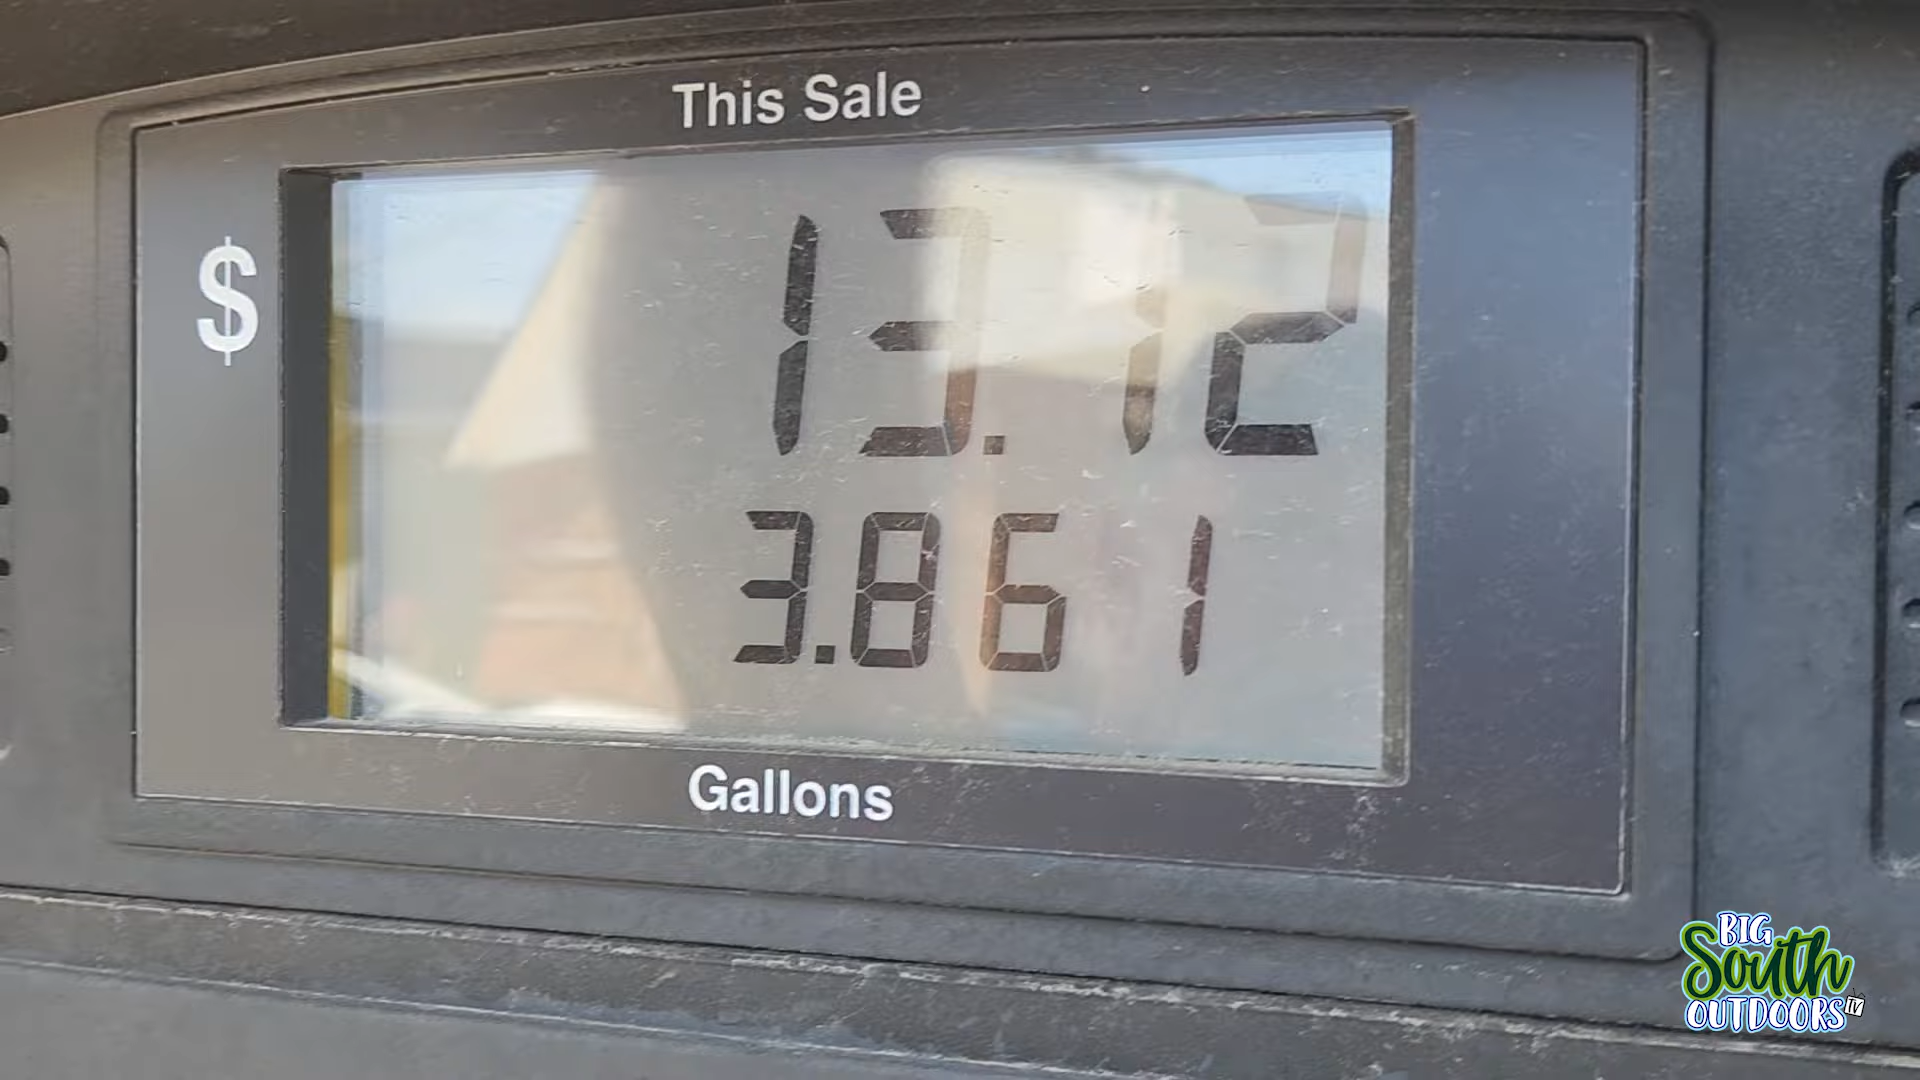 This Sale
$ 13.12
3.861
Gallons
BIG
South
OUTDOORS TV